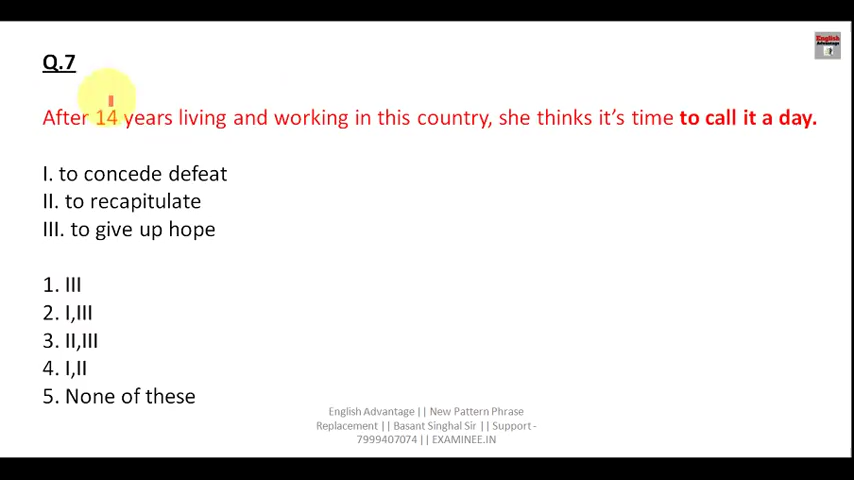 English
Advantage
Q.7
After 14 years living and working in this country, she thinks it's time to call it a day.
I. to concede defeat
II. to recapitulate
III. to give up hope
1. III
2. I,III
3. II,III
4. I,II
5. None of these
English Advantage || New Pattern Phrase
Replacement || Basant Singhal Sir || Support -
7999407074 || EXAMINEE.IN